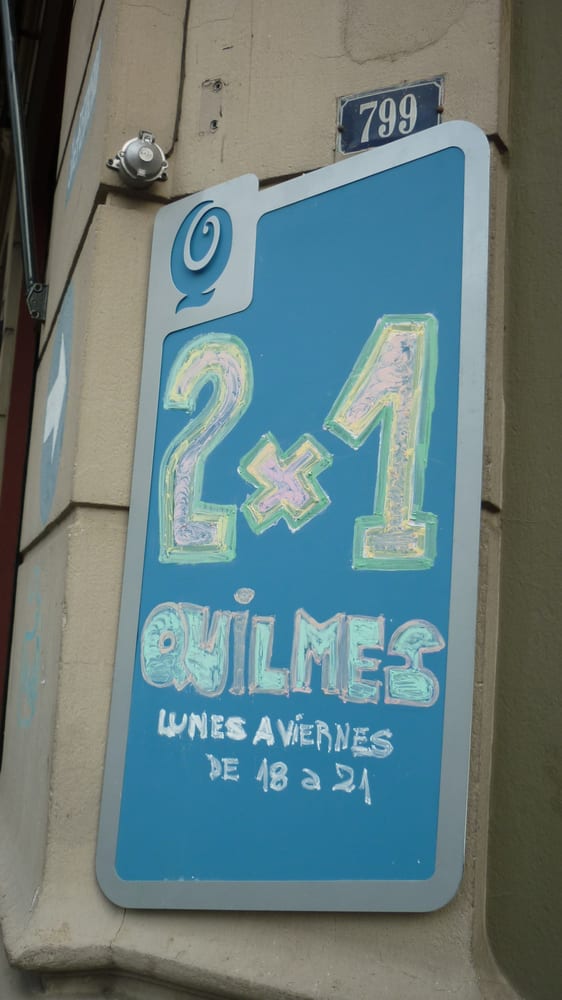 799
2x1
QUILMES
LUNES A VIERNES
DE 18 a 21